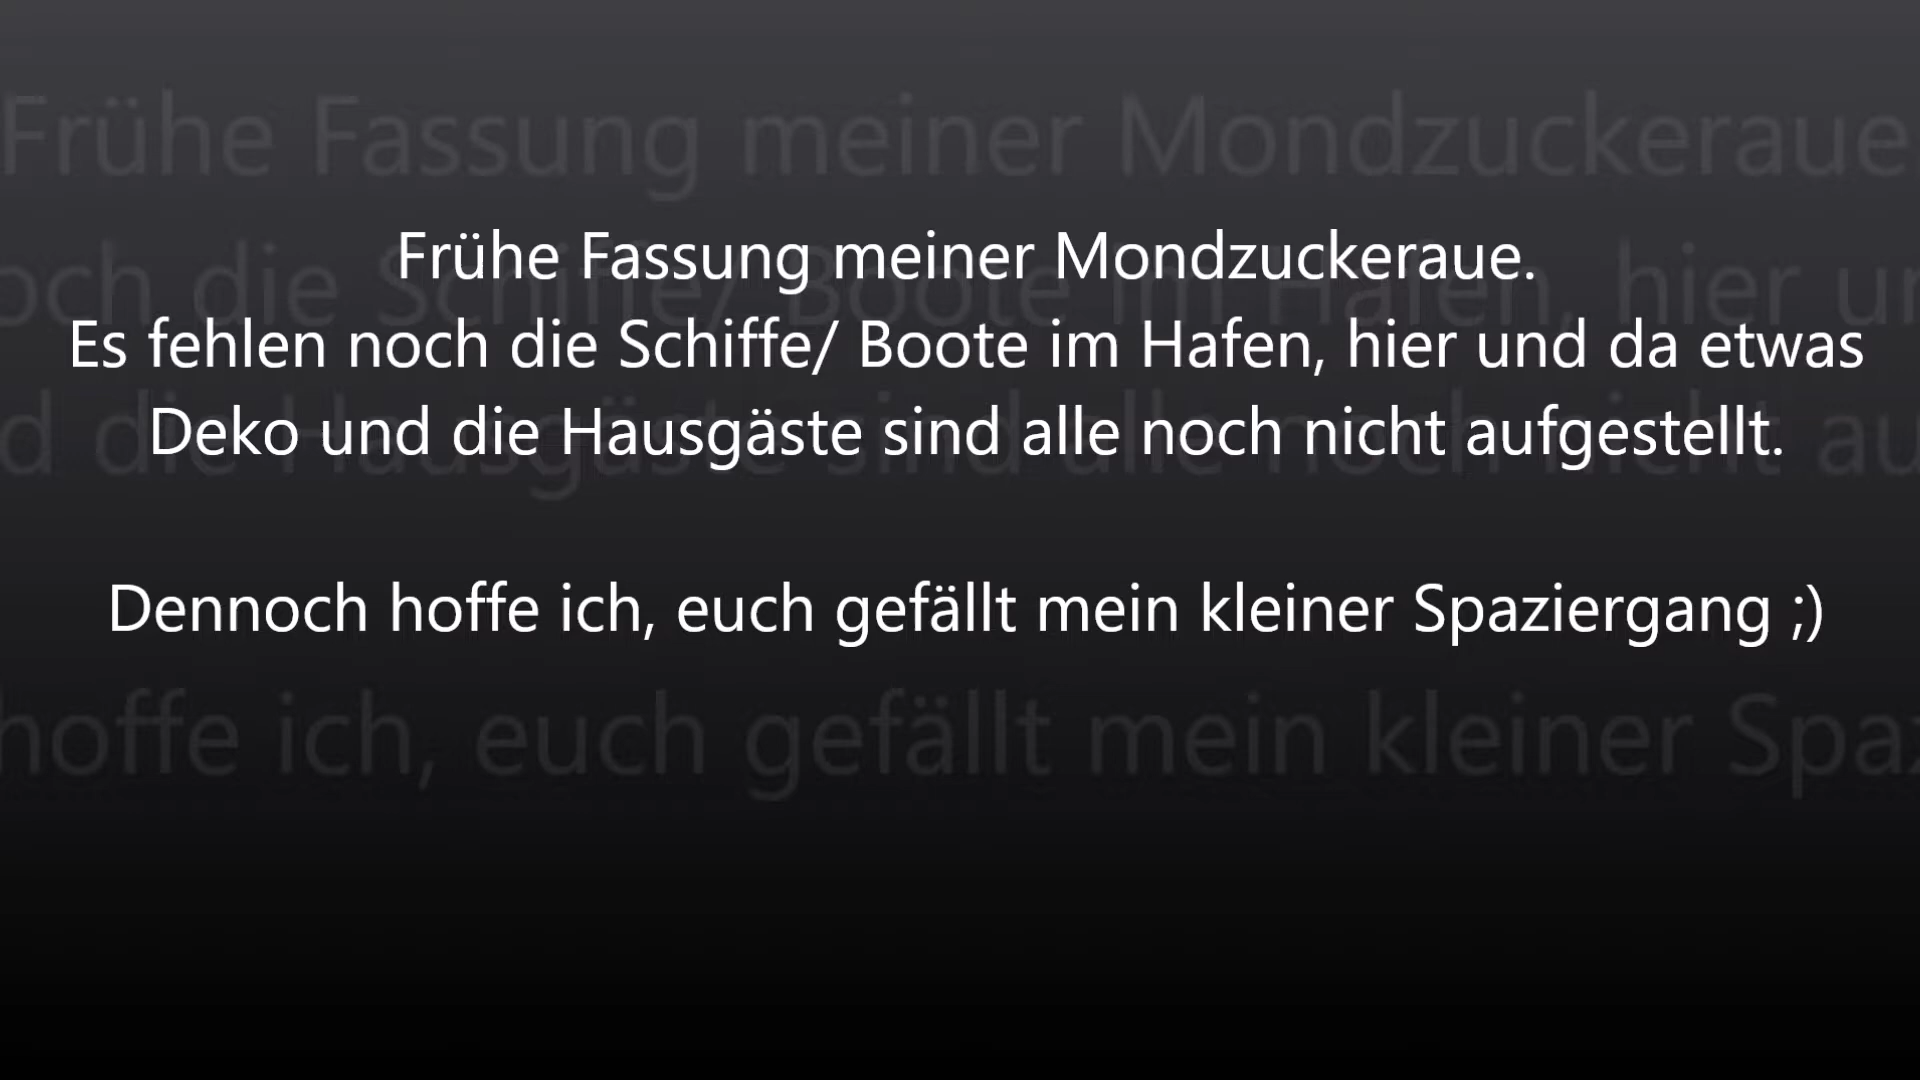 Frühe Fassung meiner Mondzuckeraue.
Es fehlen noch die Schiffe/ Boote im Hafen, hier und da etwas
Deko und die Hausgäste sind alle noch nicht aufgestellt.
Dennoch hoffe ich, euch gefällt mein kleiner Spaziergang ;)